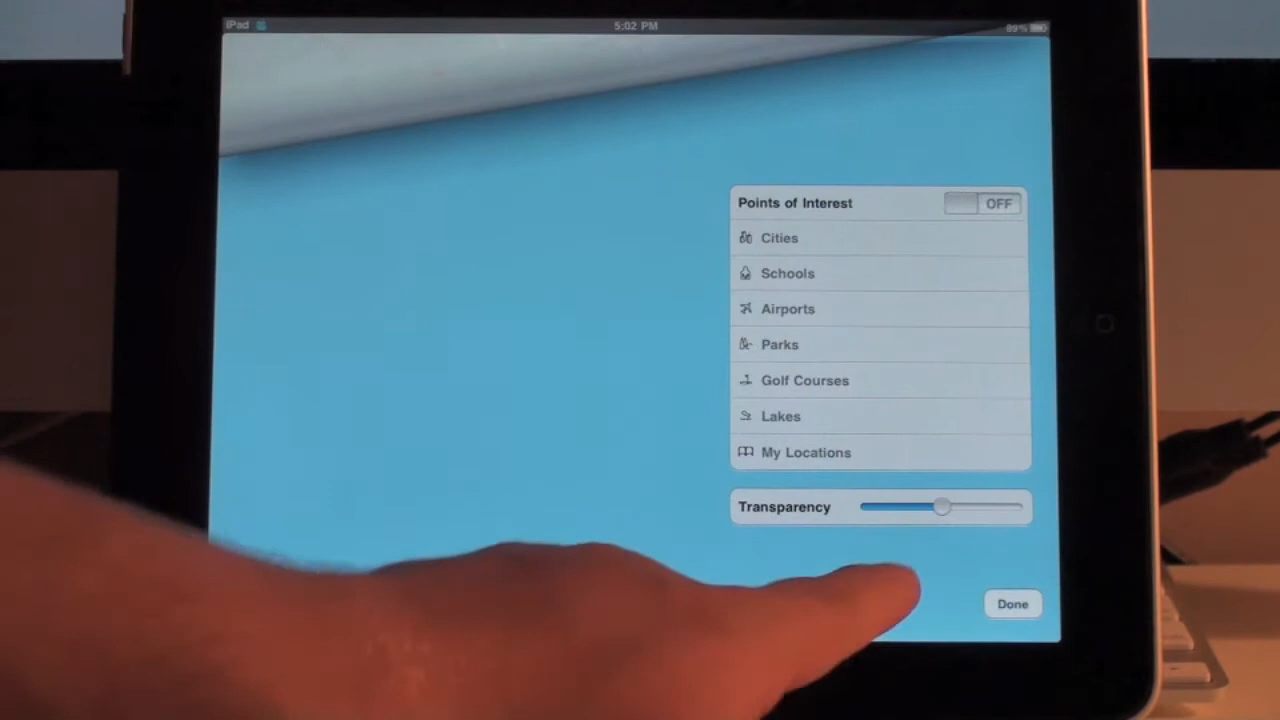 iPad 5:02 PM 99%
Points of Interest OFF
Cities
Schools
Airports
Parks
Golf Courses
Lakes
My Locations
Transparency
Done